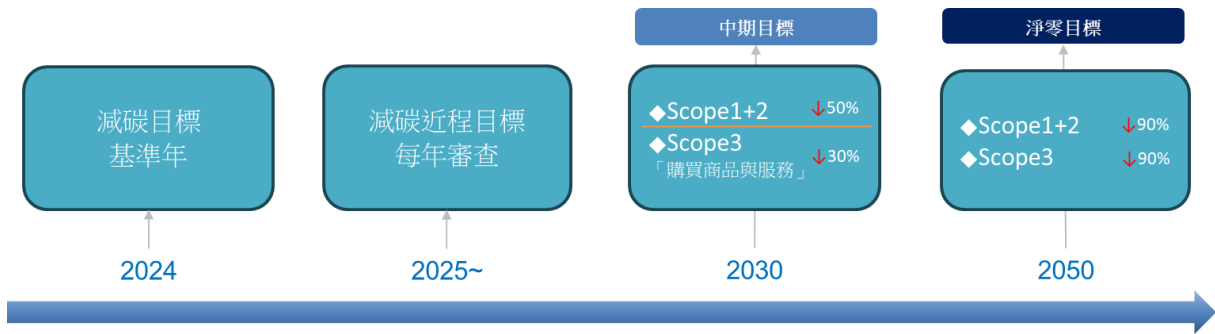 中期目標
淨零目標
減碳目標
基準年
減碳近程目標
每年審查
◆Scope1+2 ↓50%
◆Scope3 ↓30%
「購買商品與服務」
◆Scope1+2 ↓90%
◆Scope3 ↓90%
2024
2025~
2030
2050